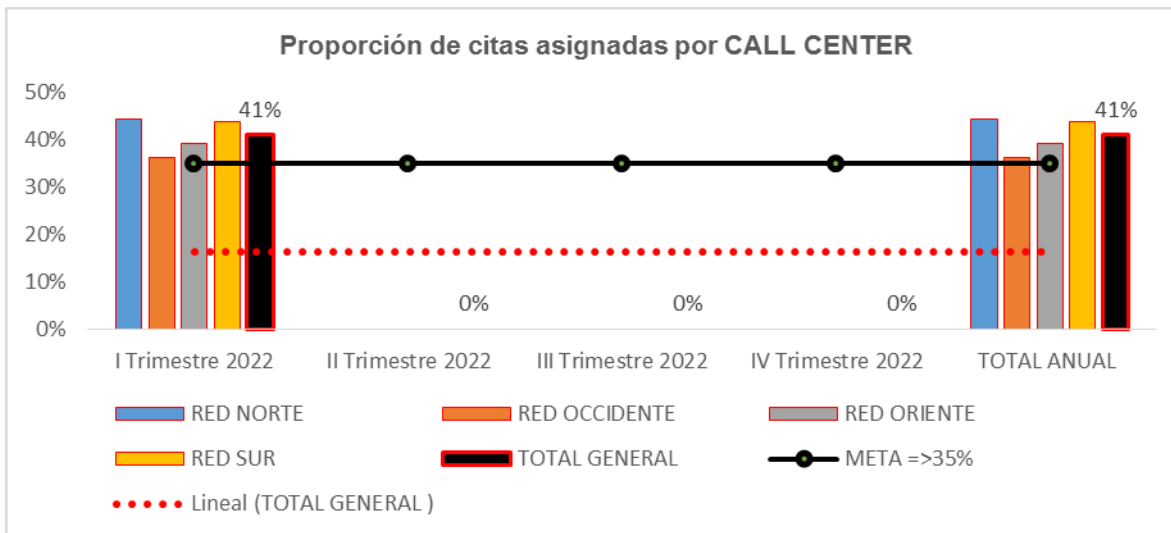 Proporción de citas asignadas por CALL CENTER
50%
40%
30%
20%
10%
0%
41%
0%
0%
0%
41%
I Trimestre 2022
II Trimestre 2022
III Trimestre 2022
IV Trimestre 2022
TOTAL ANUAL
RED NORTE
RED OCCIDENTE
RED ORIENTE
RED SUR
TOTAL GENERAL
META =>35%
Lineal (TOTAL GENERAL )